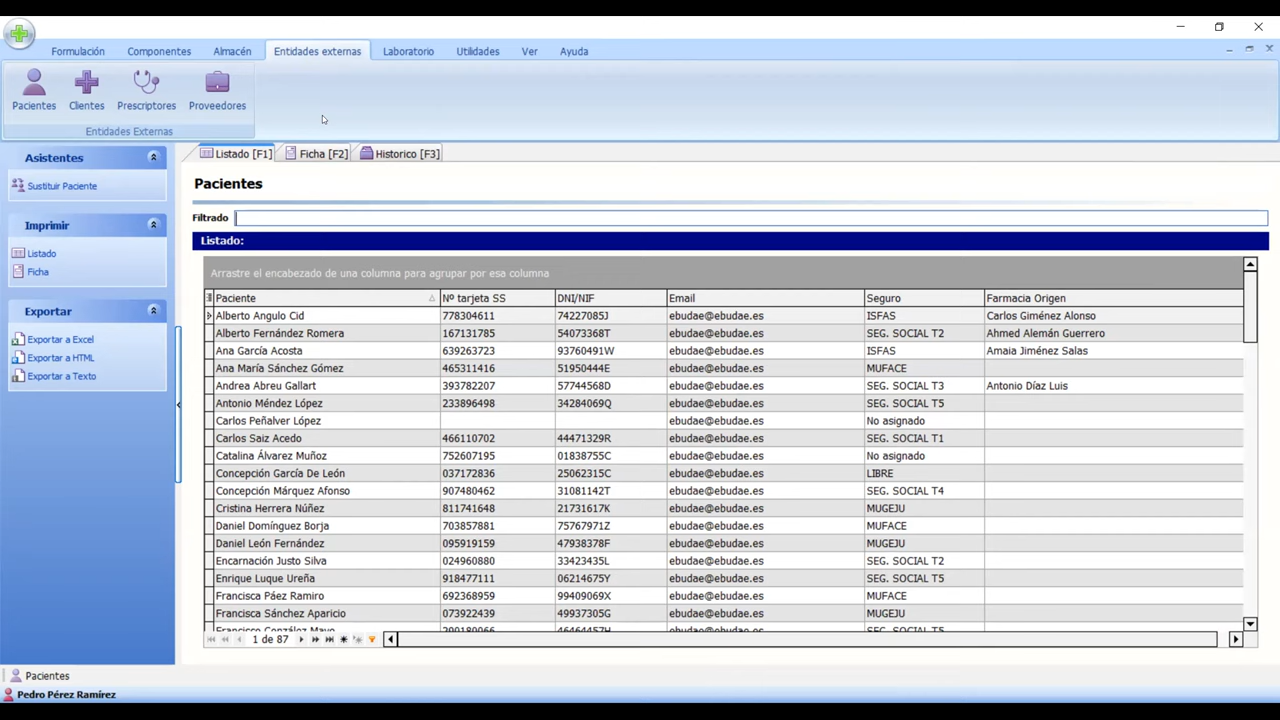 Formulación Componentes Almacén Entidades externas Laboratorio Utilidades Ver Ayuda
Pacientes Clientes Prescriptores Proveedores
Entidades Externas
Asistentes
Sustituir Paciente
Imprimir
Listado
Ficha
Exportar
Exportar a Excel
Exportar a HTML
Exportar a Texto
Listado [F1] Ficha [F2] Historico [F3]
Pacientes
Filtrado
Listado:
Arrastre el encabezado de una columna para agrupar por esa columna
Paciente Nº tarjeta SS DNI/NIF Email Seguro Farmacia Origen
Alberto Angulo Cid 778304611 74227085J ebudae@ebudae.es ISFAS Carlos Giménez Alonso
Alberto Fernández Romera 167131785 54073368T ebudae@ebudae.es SEG. SOCIAL T2 Ahmed Alemán Guerrero
Ana García Acosta 639263723 93760491W ebudae@ebudae.es ISFAS Amaia Jiménez Salas
Ana María Sánchez Gómez 465311416 51950444E ebudae@ebudae.es MUFACE
Andrea Abreu Gallart 393782207 57744568D ebudae@ebudae.es SEG. SOCIAL T3 Antonio Díaz Luis
Antonio Méndez López 233896498 34284069Q ebudae@ebudae.es SEG. SOCIAL T5
Carlos Peñalver López ebudae@ebudae.es No asignado
Carlos Saiz Acedo 466110702 44471329R ebudae@ebudae.es SEG. SOCIAL T1
Catalina Álvarez Muñoz 752607195 01838755C ebudae@ebudae.es No asignado
Concepción García De León 037172836 25062315C ebudae@ebudae.es LIBRE
Concepción Márquez Afonso 907480462 31081142T ebudae@ebudae.es SEG. SOCIAL T4
Cristina Herrera Núñez 811741648 21731617K ebudae@ebudae.es MUGEJU
Daniel Domínguez Borja 703857881 75767971Z ebudae@ebudae.es MUFACE
Daniel León Fernández 095919159 47938378F ebudae@ebudae.es MUGEJU
Encarnación Justo Silva 024960880 33423435L ebudae@ebudae.es SEG. SOCIAL T2
Enrique Luque Ureña 918477111 06214675Y ebudae@ebudae.es SEG. SOCIAL T5
Francisca Páez Ramiro 692368959 99409069X ebudae@ebudae.es MUFACE
Francisca Sánchez Aparicio 073922439 49937305G ebudae@ebudae.es MUGEJU
Francisco González Mayo 290180066 46464457H ebudae@ebudae.es SEG. SOCIAL T5
1 de 87
Pacientes
Pedro Pérez Ramírez